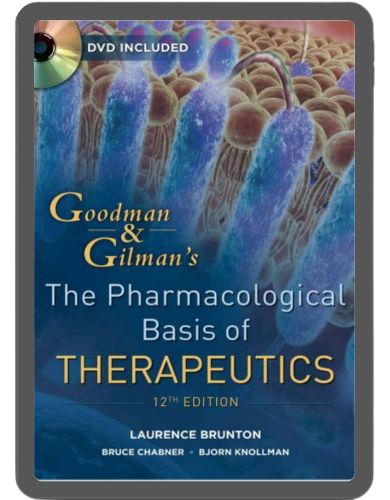 DVD INCLUDED
Goodman
&
Gilman's
The Pharmacological
Basis of
THERAPEUTICS
12TH EDITION
LAURENCE BRUNTON
BRUCE CHABNER • BJORN KNOLLMAN